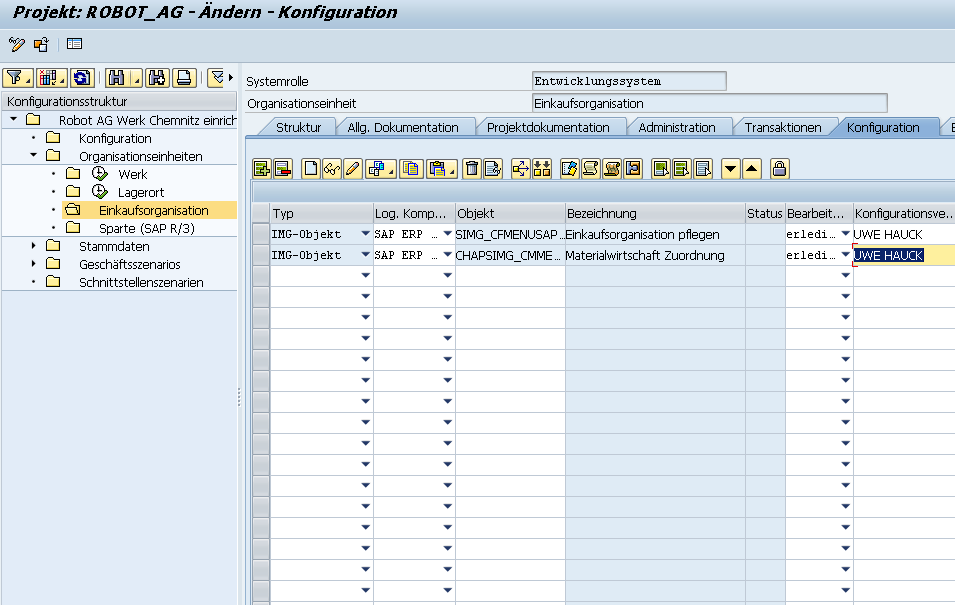 Projekt: ROBOT_AG - Ändern - Konfiguration
Systemrolle
Entwicklungssystem
Organisationseinheit
Einkaufsorganisation
Konfigurationsstruktur
Robot AG Werk Chemnitz einrich
Konfiguration
Organisationseinheiten
Werk
Lagerort
Einkaufsorganisation
Sparte (SAP R/3)
Stammdaten
Geschäftsszenarios
Schnittstellenszenarien
Struktur Allg. Dokumentation Projektdokumentation Administration Transaktionen Konfiguration
Typ Log. Komp... Objekt Bezeichnung Status Bearbeit... Konfigurationsve...
IMG-Objekt SAP ERP ... SIMG_CFMENUSAP... Einkaufsorganisation pflegen erledi... UWE HAUCK
IMG-Objekt SAP ERP ... CHAPSIMG_CMME... Materialwirtschaft Zuordnung erledi... UWE HAUCK